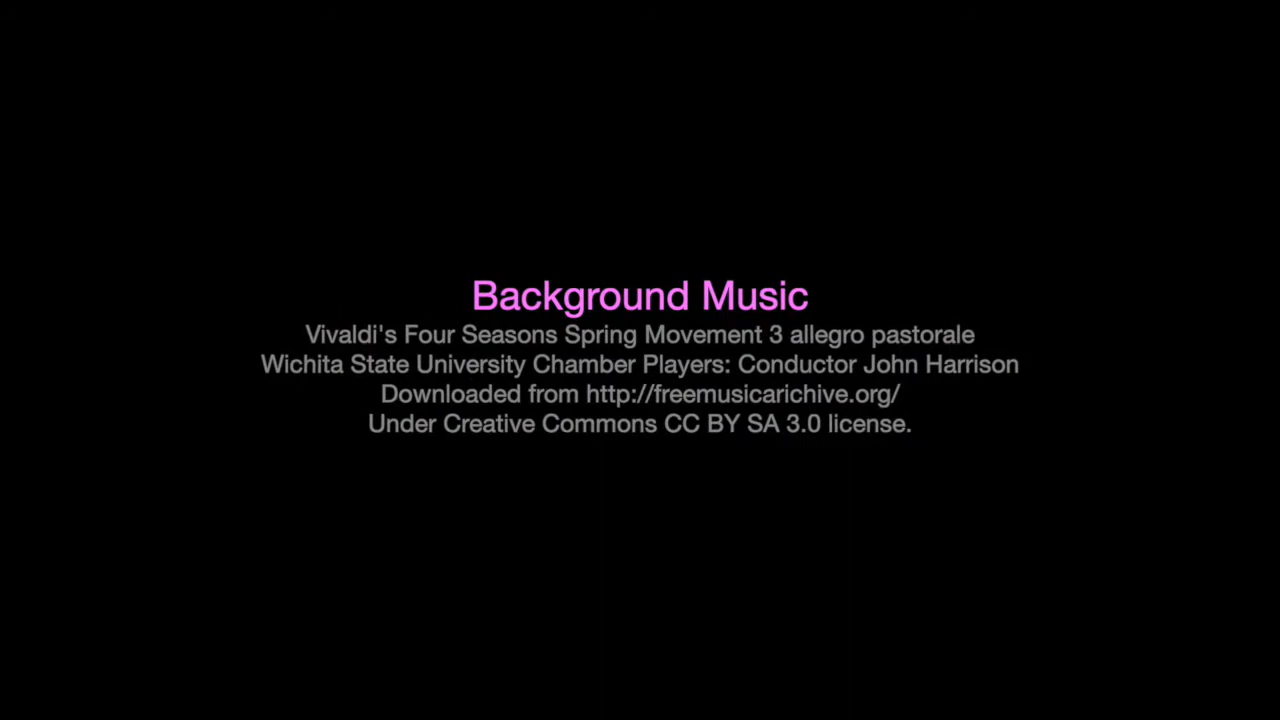 Background Music
Vivaldi's Four Seasons Spring Movement 3 allegro pastorale
Wichita State University Chamber Players: Conductor John Harrison
Downloaded from http://freemusicarichive.org/
Under Creative Commons CC BY SA 3.0 license.